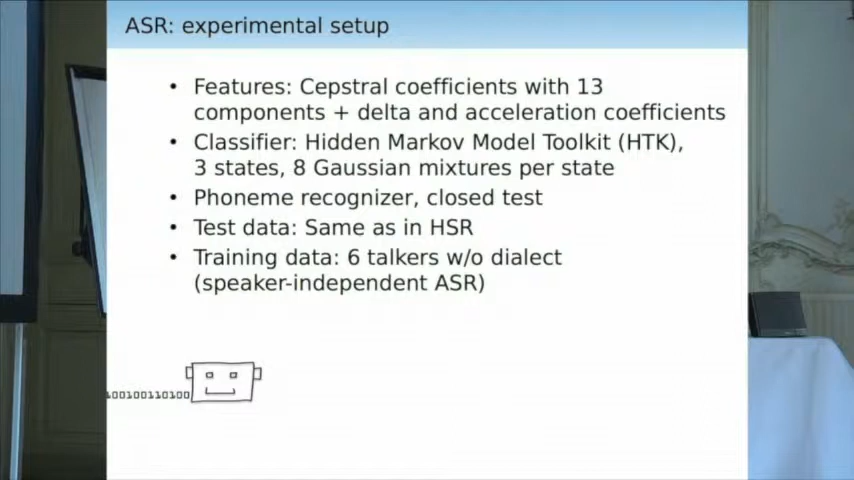 ASR: experimental setup
• Features: Cepstral coefficients with 13
components + delta and acceleration coefficients
• Classifier: Hidden Markov Model Toolkit (HTK),
3 states, 8 Gaussian mixtures per state
• Phoneme recognizer, closed test
• Test data: Same as in HSR
• Training data: 6 talkers w/o dialect
(speaker-independent ASR)
100100110100